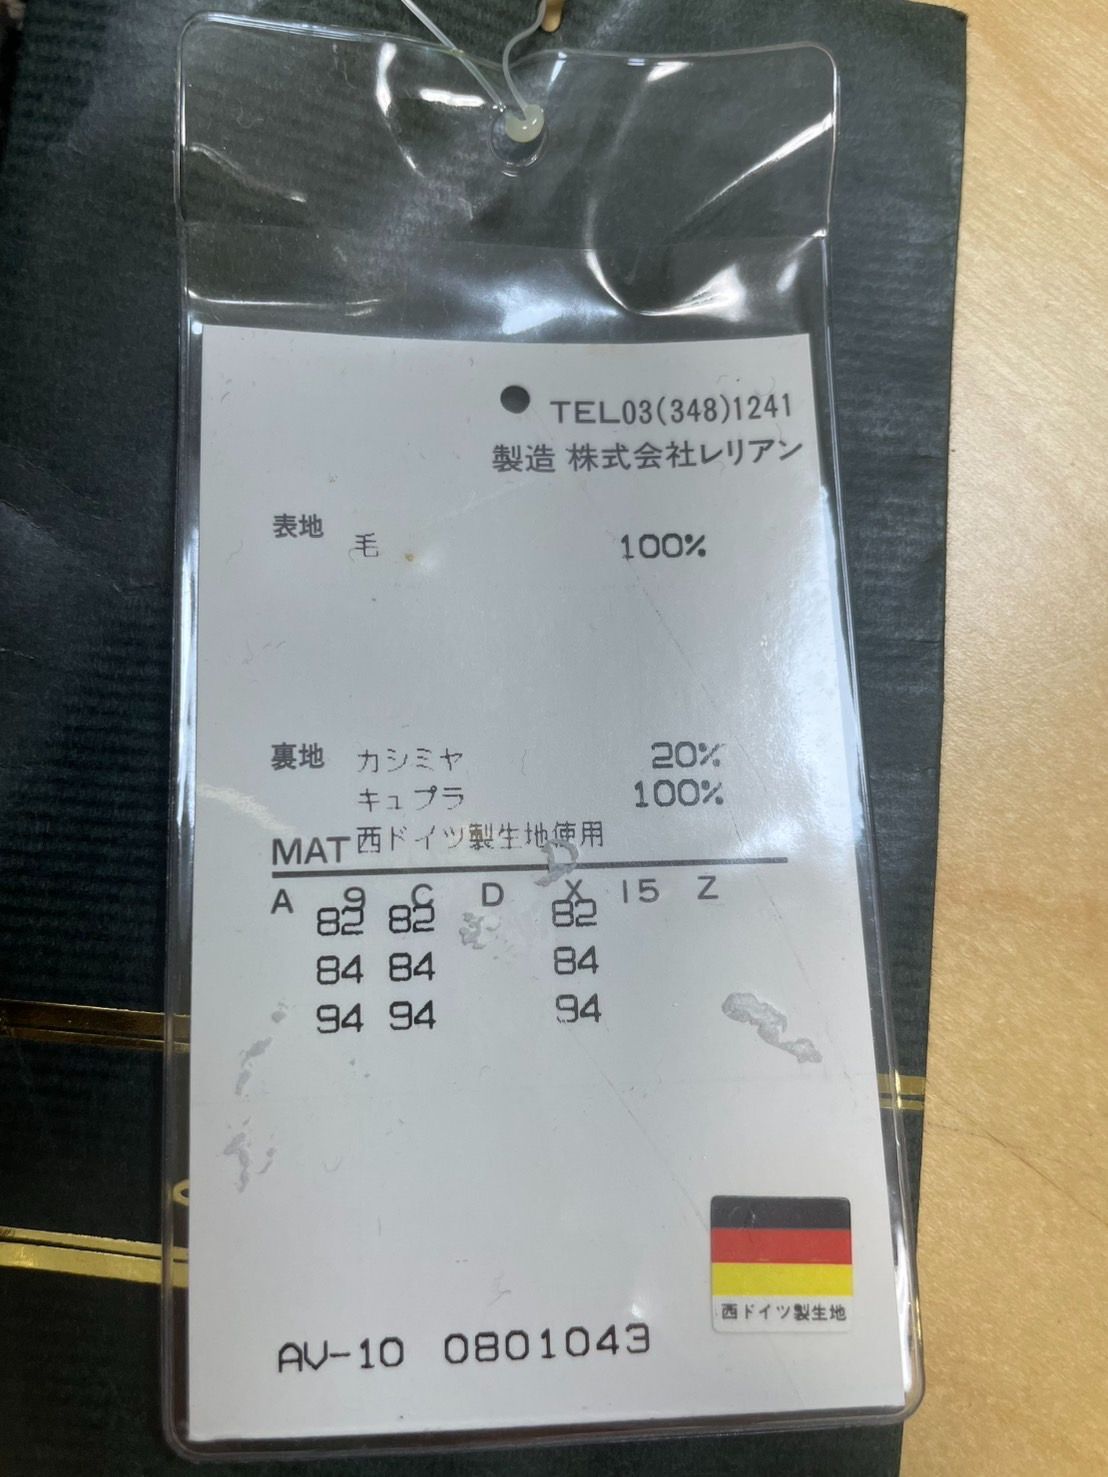 TEL03(348)1241
製造 株式会社レリアン
表地 毛 100%
裏地 カシミヤ 20%
キュプラ 100%
MAT 西ドイツ製生地使用
A 9 C D X 15 Z
82 82 82
84 84 84
94 94 94
西ドイツ製生地
AV-10 0801043